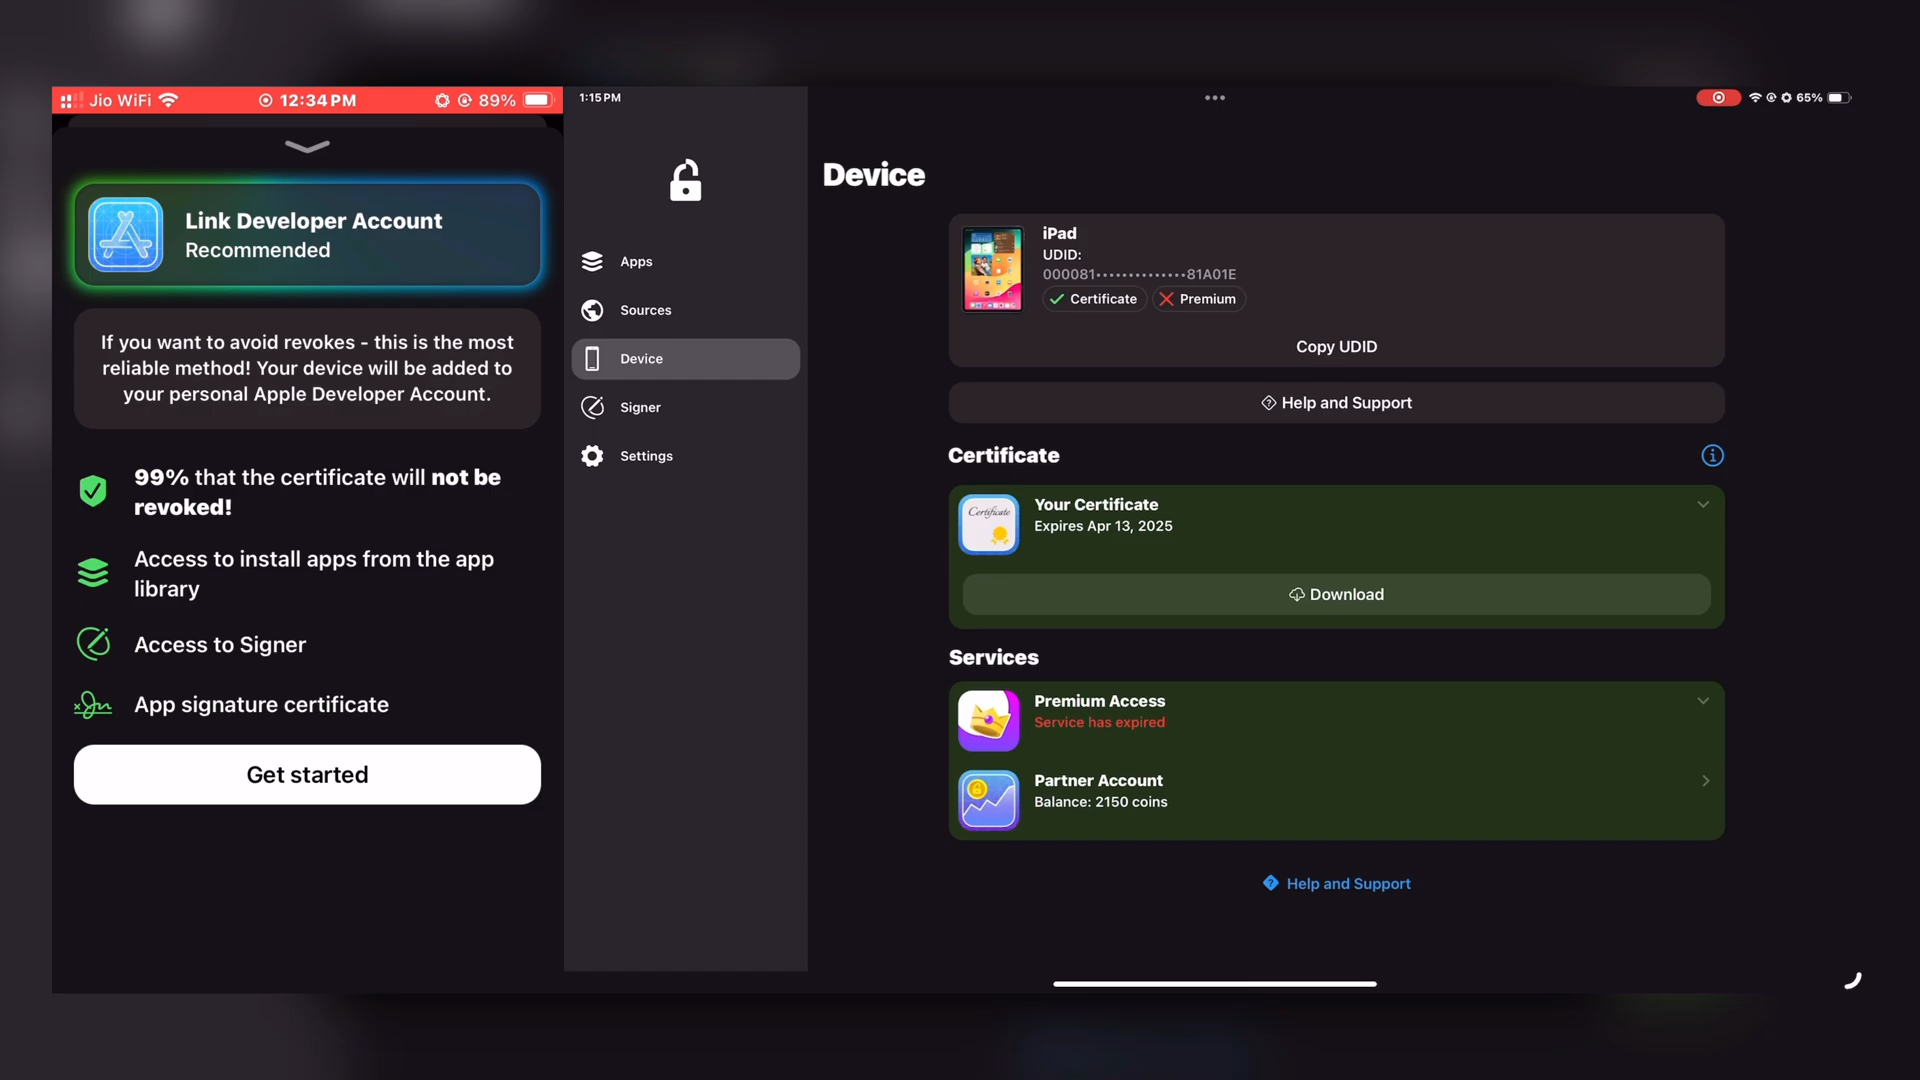 Jio WiFi
12:34 PM
89%
Link Developer Account
Recommended
If you want to avoid revokes - this is the most
reliable method! Your device will be added to
your personal Apple Developer Account.
99% that the certificate will not be
revoked!
Access to install apps from the app
library
Access to Signer
App signature certificate
Get started
1:15 PM
65%
Apps
Sources
Device
Signer
Settings
Device
iPad
UDID:
000081••••••••••••••81A01E
Certificate
Premium
Copy UDID
Help and Support
Certificate
Certificate
Your Certificate
Expires Apr 13, 2025
Download
Services
Premium Access
Service has expired
Partner Account
Balance: 2150 coins
Help and Support